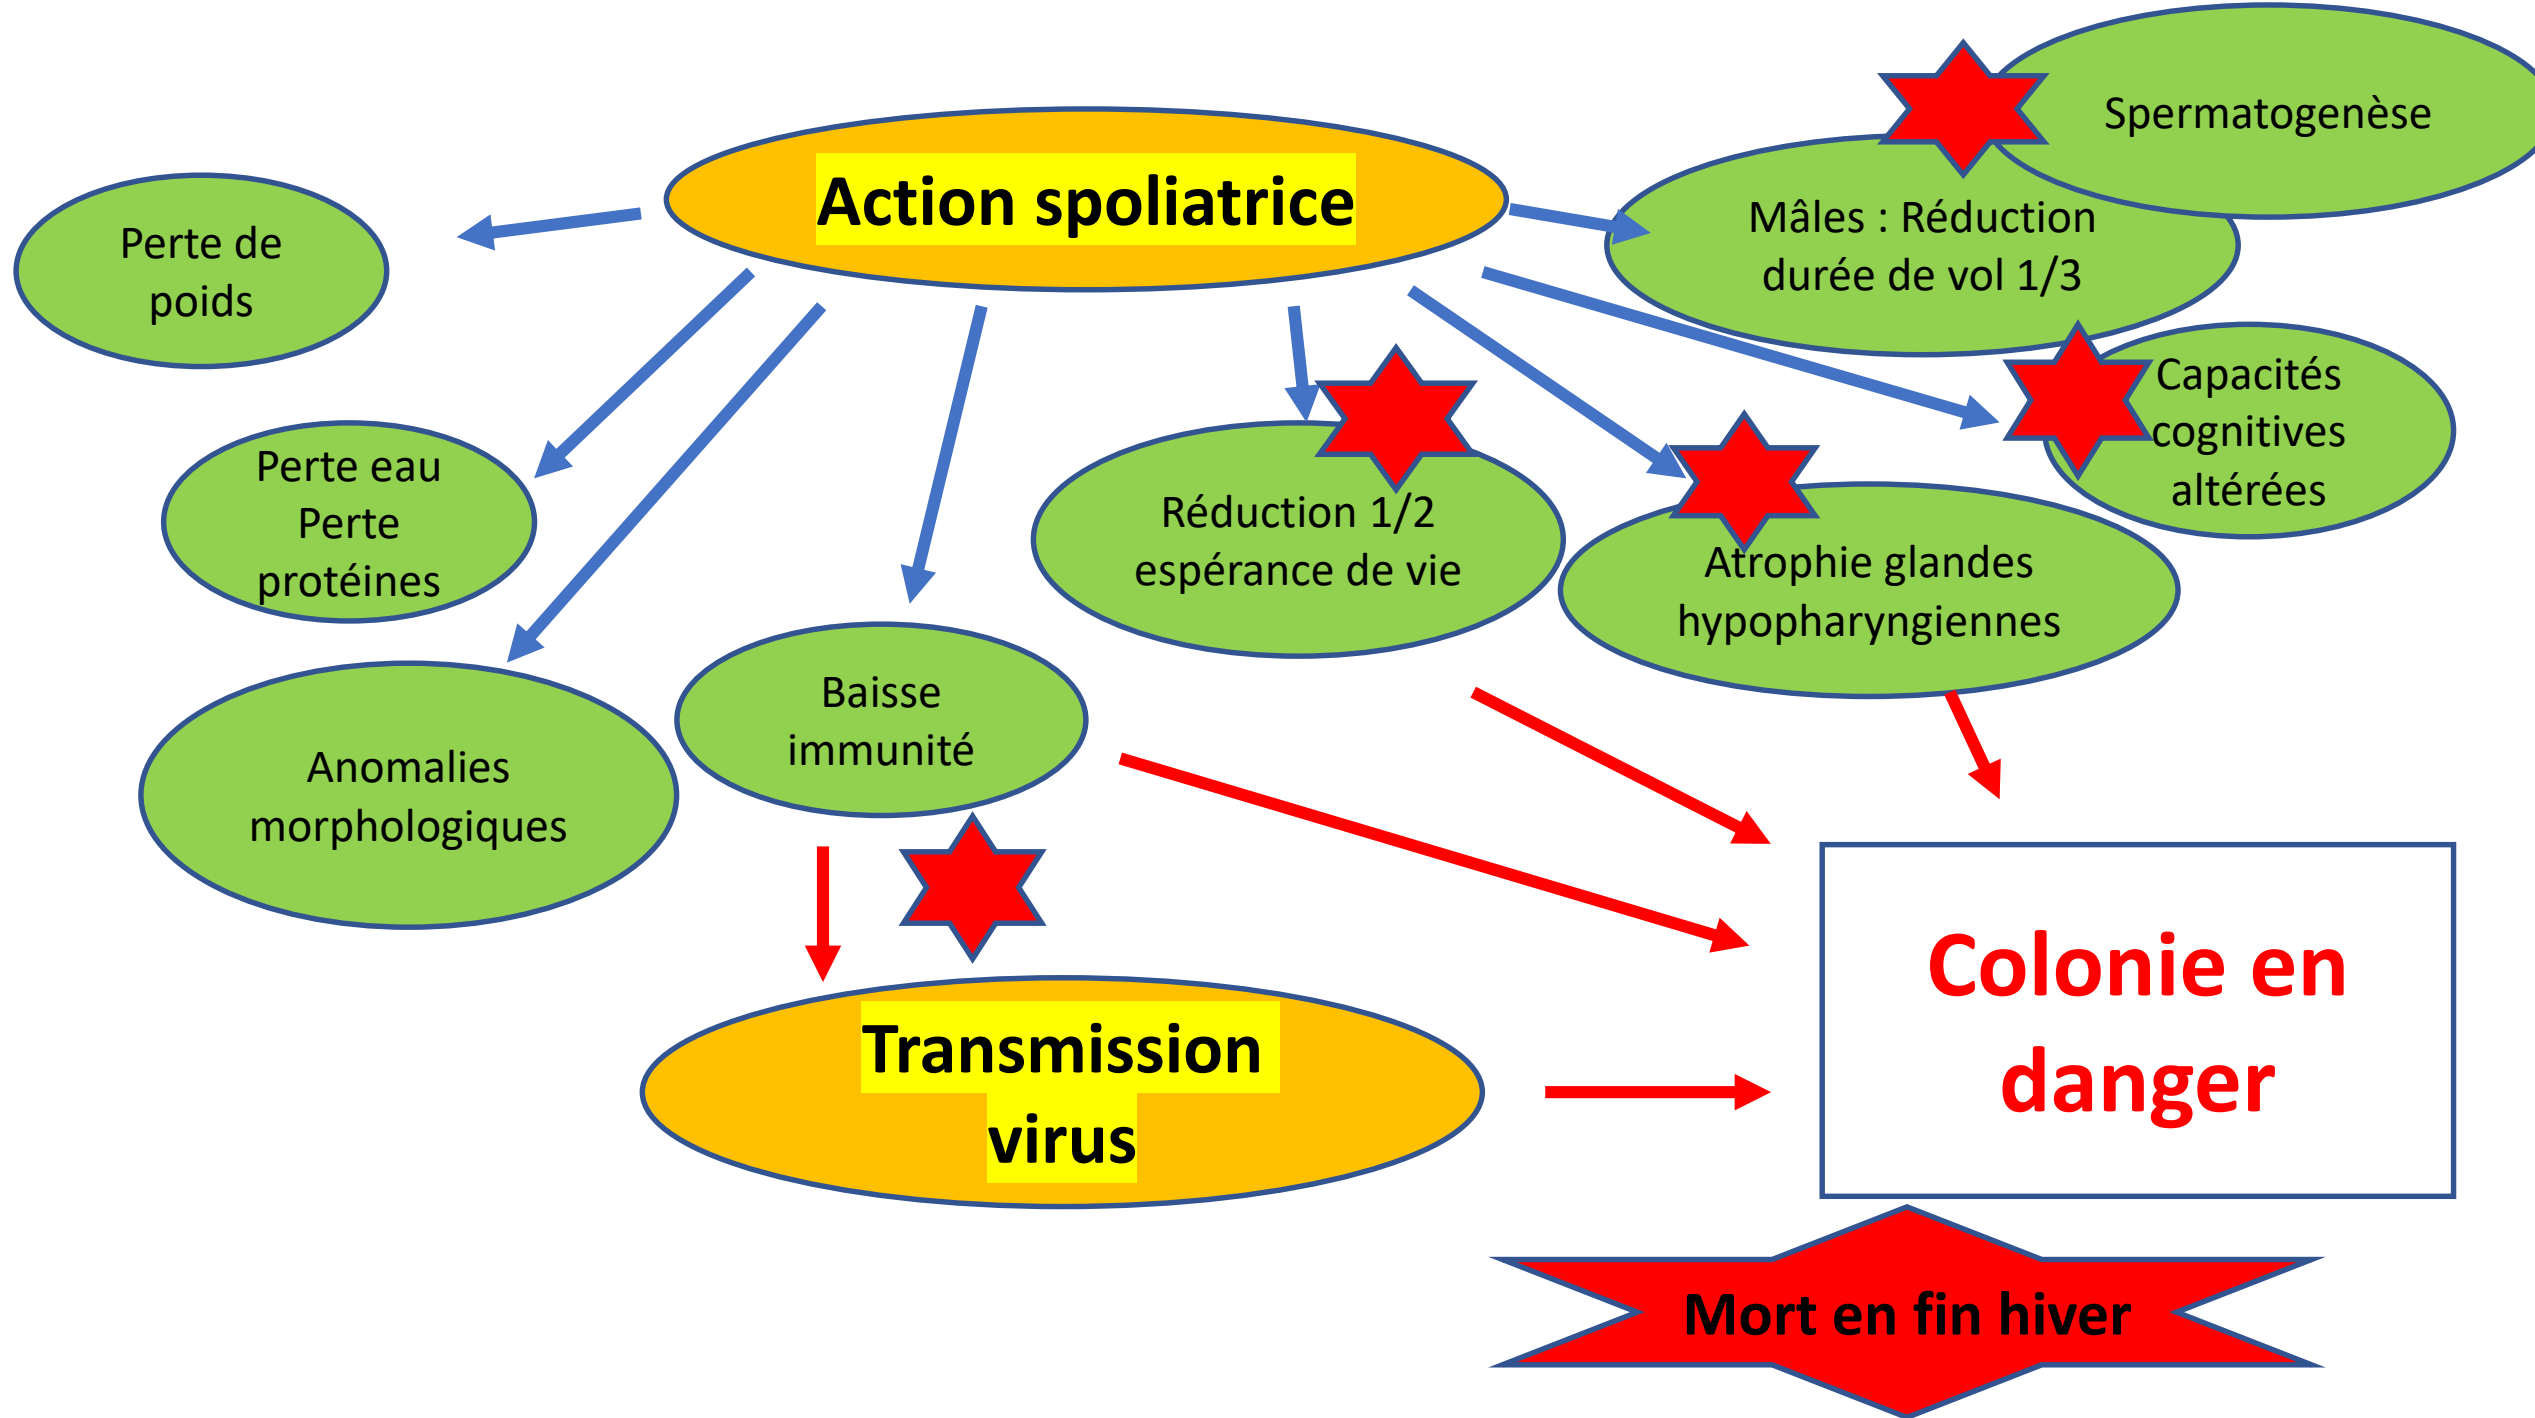 Spermatogenèse
Action spoliatrice
Mâles : Réduction
durée de vol 1/3
Perte de
poids
Capacités
cognitives
altérées
Perte eau
Perte
protéines
Réduction 1/2
espérance de vie
Atrophie glandes
hypopharyngiennes
Baisse
immunité
Anomalies
morphologiques
Colonie en
danger
Transmission
virus
Mort en fin hiver